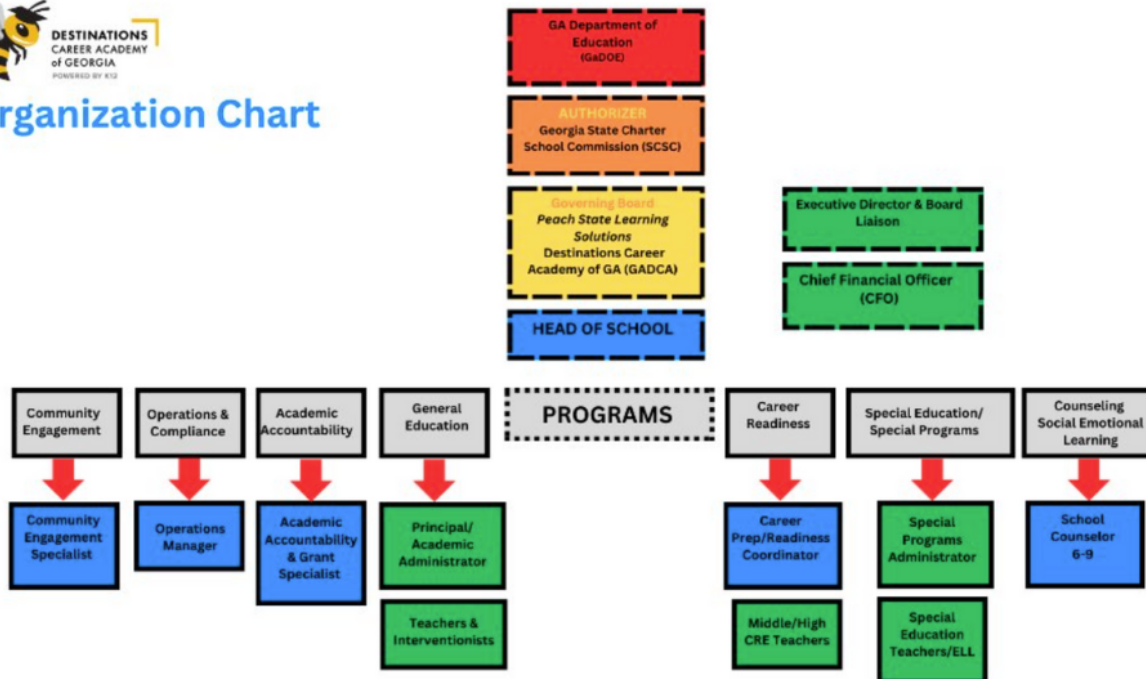 DESTINATIONS
CAREER ACADEMY
of GEORGIA
POWERED BY K12
rganization Chart
GA Department of
Education
(GaDOE)
AUTHORIZER
Georgia State Charter
School Commission (SCSC)
Governing Board
Peach State Learning
Solutions
Destinations Career
Academy of GA (GADCA)
Executive Director & Board
Liaison
Chief Financial Officer
(CFO)
HEAD OF SCHOOL
Community
Engagement
Operations &
Compliance
Academic
Accountability
General
Education
PROGRAMS
Career
Readiness
Special Education/
Special Programs
Counseling
Social Emotional
Learning
Community
Engagement
Specialist
Operations
Manager
Academic
Accountability
& Grant
Specialist
Principal/
Academic
Administrator
Career
Prep/Readiness
Coordinator
Special
Programs
Administrator
School
Counselor
6-9
Teachers &
Interventionists
Middle/High
CRE Teachers
Special
Education
Teachers/ELL